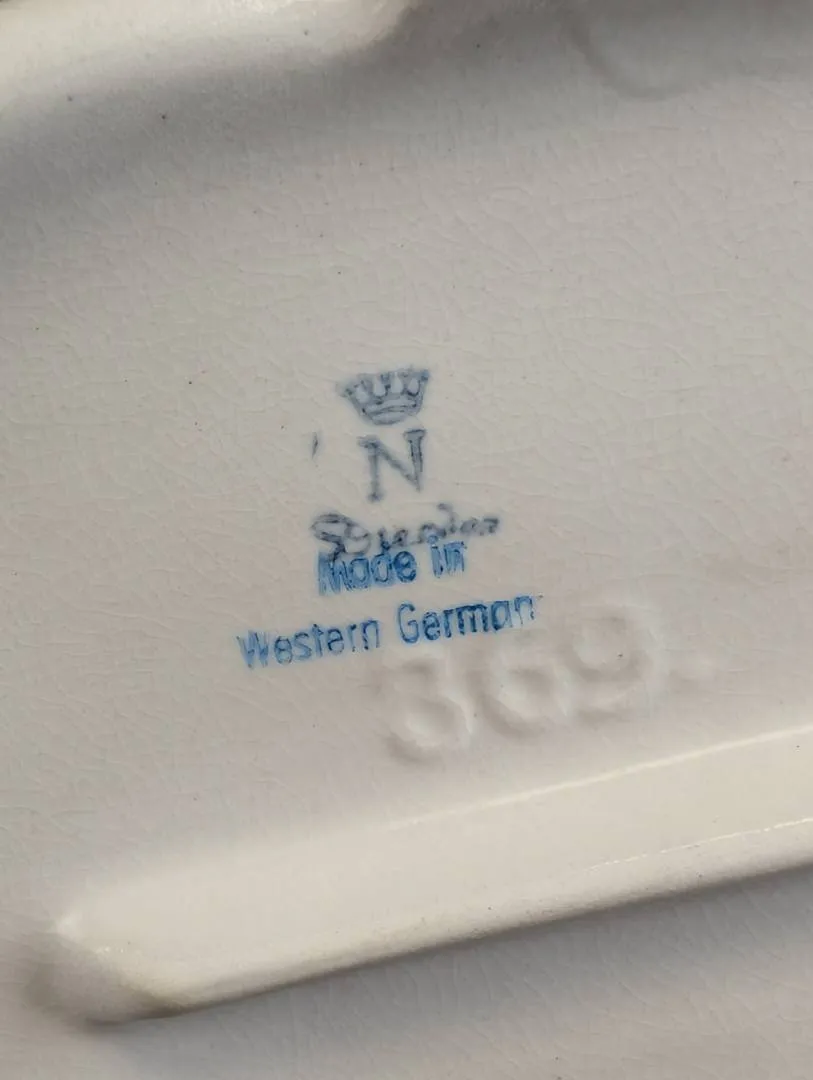 N
Dresden
Made in
Western German
369.